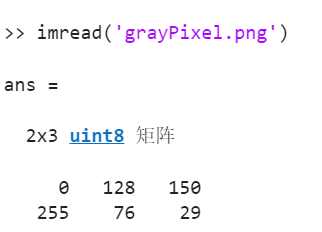 >> imread('grayPixel.png')
ans =
2x3 uint8 矩阵
0 128 150
255 76 29